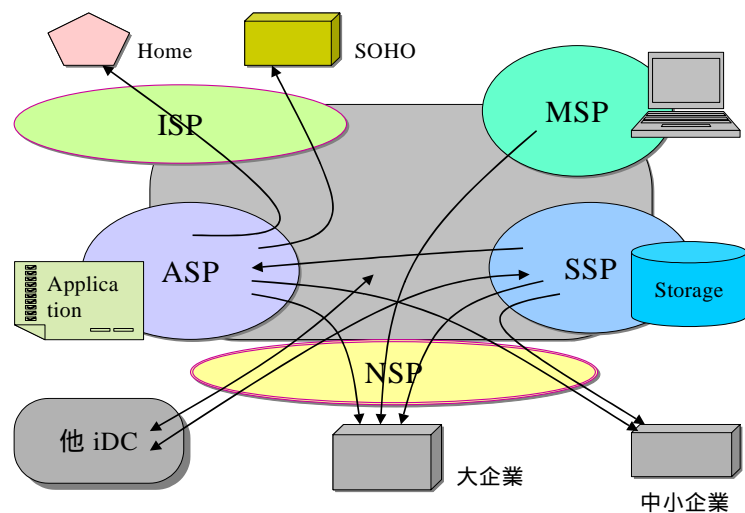 Home
SOHO
ISP
MSP
ASP
SSP
Applica
tion
Storage
NSP
他 iDC
大企業
中小企業